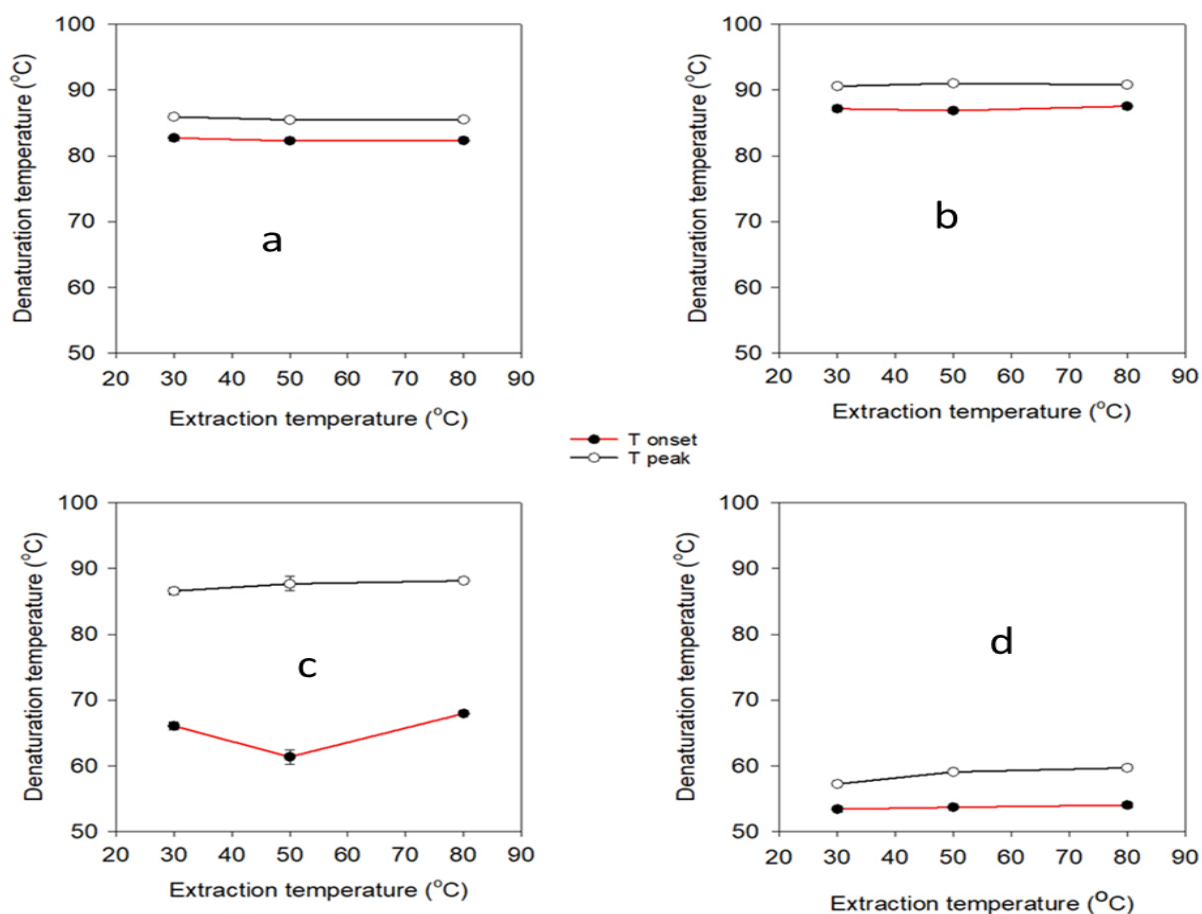 Denaturation temperature (°C)
100
90
80
70
60
50
a
20 30 40 50 60 70 80 90
Extraction temperature (°C)
Denaturation temperature (°C)
100
90
80
70
60
50
b
20 30 40 50 60 70 80 90
Extraction temperature (°C)
T onset
T peak
Denaturation temperature (°C)
100
90
80
70
60
50
c
20 30 40 50 60 70 80 90
Extraction temperature (°C)
Denaturation temperature (°C)
100
90
80
70
60
50
d
20 30 40 50 60 70 80 90
Extraction temperature (°C)